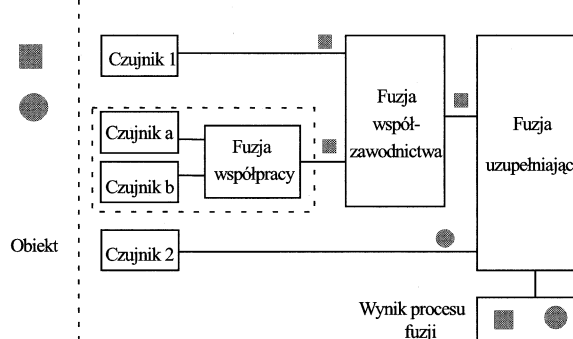 Czujnik 1
Czujnik a
Czujnik b
Fuzja
współpracy
Fuzja
współ-
zawodnictwa
Fuzja
uzupełniając
Obiekt
Czujnik 2
Wynik procesu
fuzji